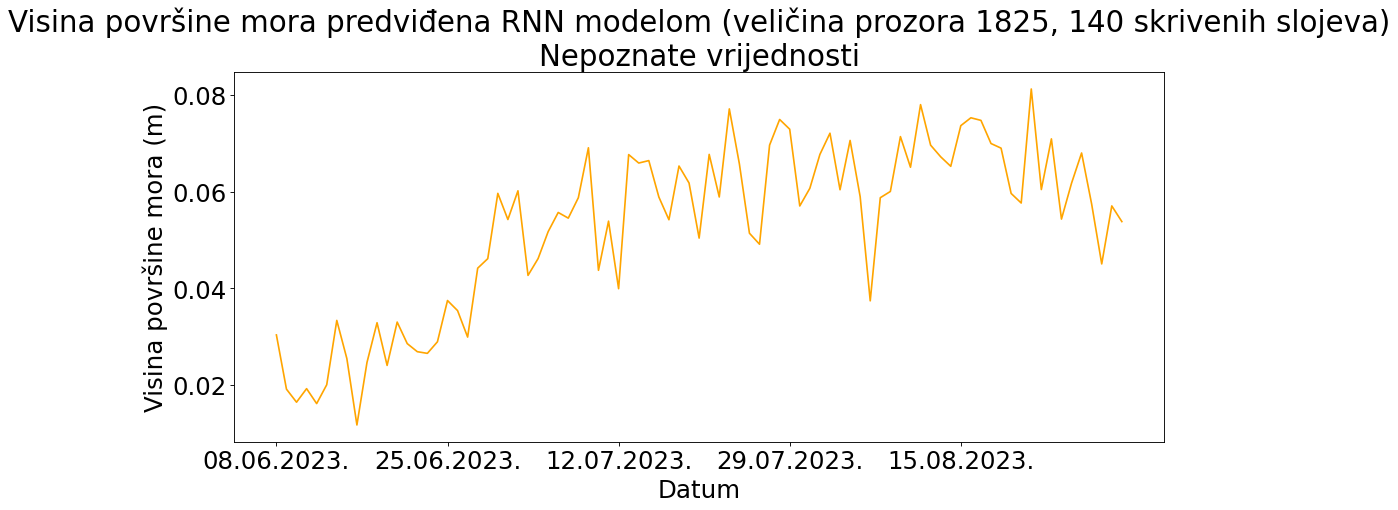 Visina površine mora predviđena RNN modelom (veličina prozora 1825, 140 skrivenih slojeva)
Nepoznate vrijednosti
Visina površine mora (m)
0.08
0.06
0.04
0.02
08.06.2023.
25.06.2023.
12.07.2023.
29.07.2023.
15.08.2023.
Datum